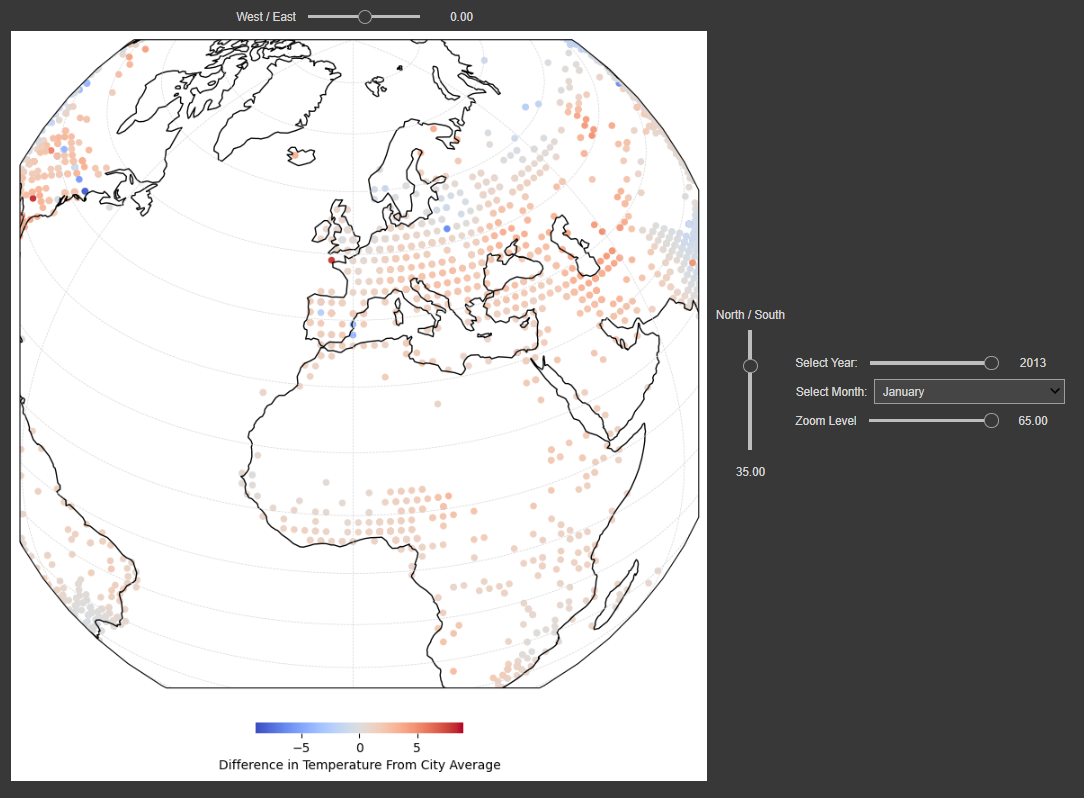 West / East 0.00
North / South
Select Year: 2013
Select Month: January
Zoom Level 65.00
35.00
−5 0 5
Difference in Temperature From City Average